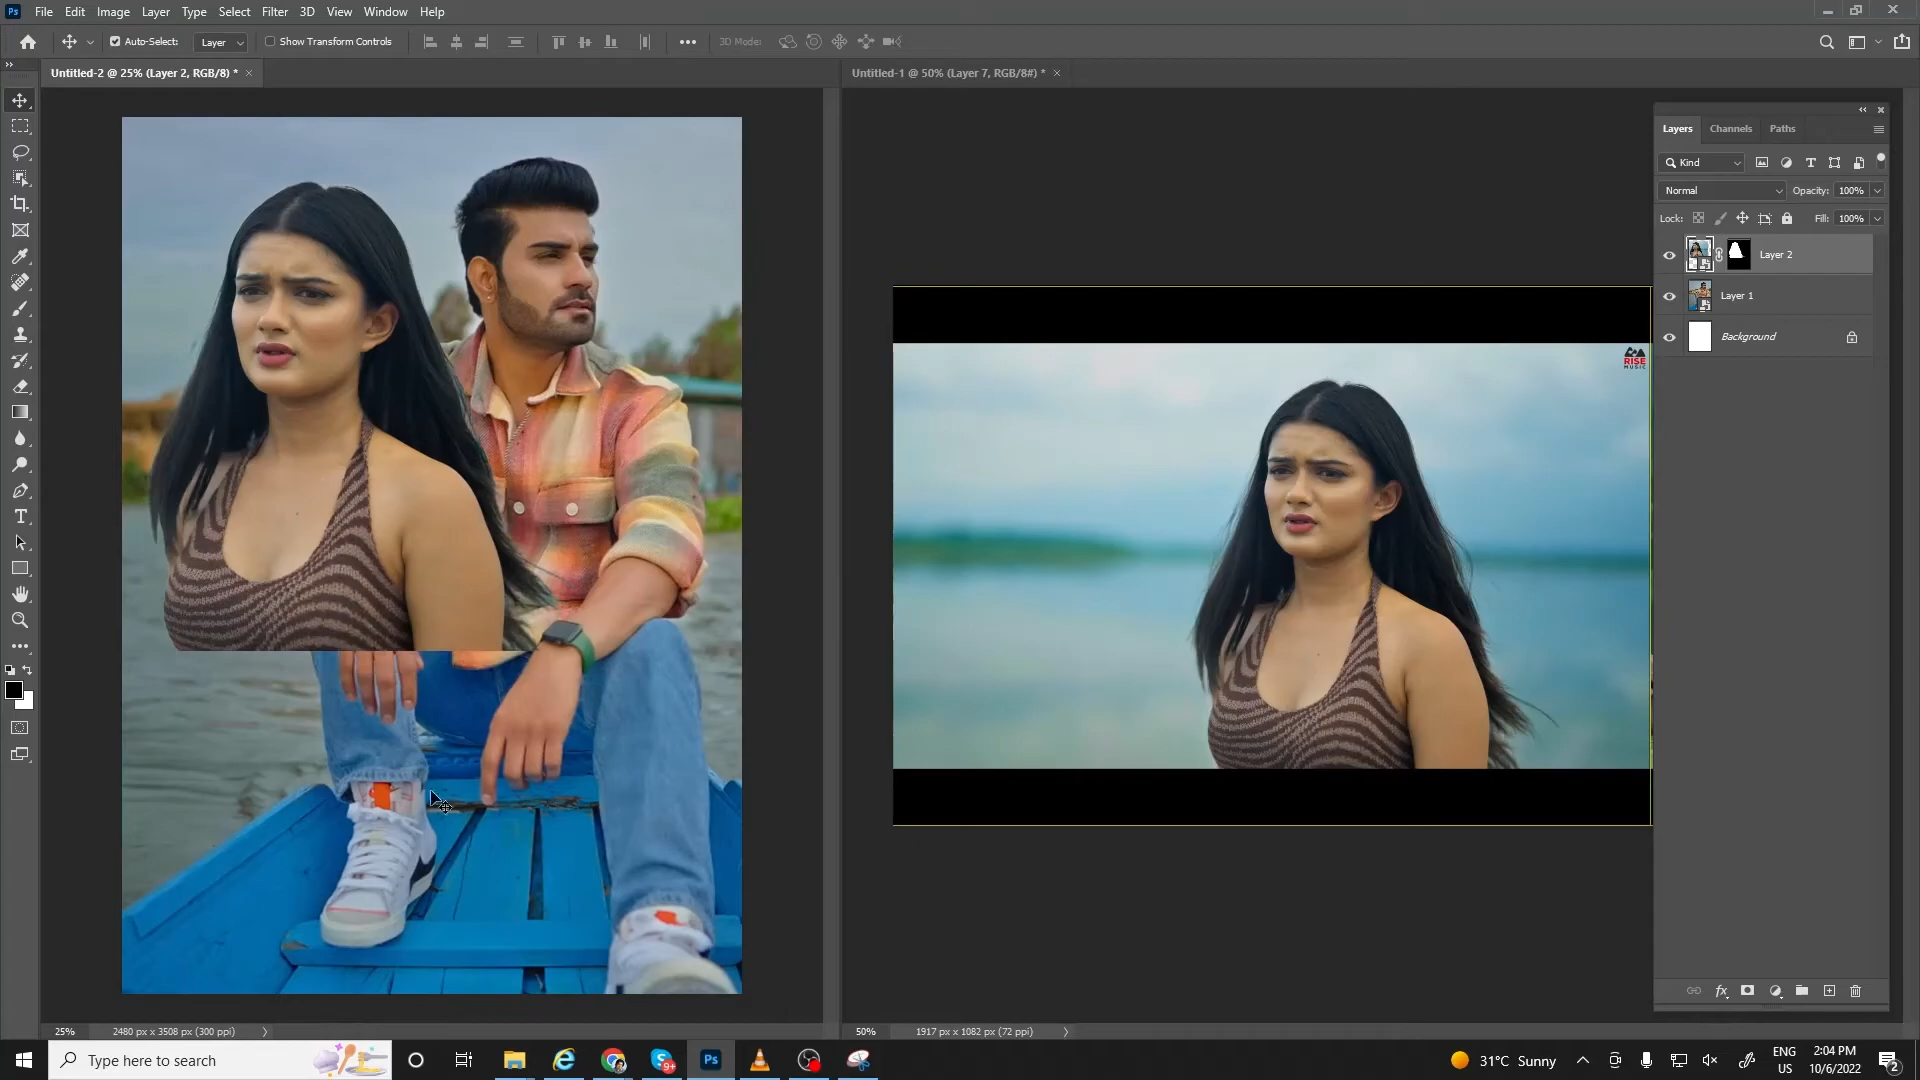 Ps File Edit Image Layer Type Select Filter 3D View Window Help
Auto-Select: Layer Show Transform Controls 3D Mode:
Untitled-2 @ 25% (Layer 2, RGB/8) * ×
Untitled-1 @ 50% (Layer 7, RGB/8#) * ×
Layers Channels Paths
Kind
Normal Opacity: 100%
Lock: Fill: 100%
Layer 2
Layer 1
Background
RISE
MUSIC
25% 2480 px x 3508 px (300 ppi)
50% 1917 px x 1082 px (72 ppi)
Type here to search
9+
Ps
31°C Sunny
ENG
US
2:04 PM
10/6/2022
2